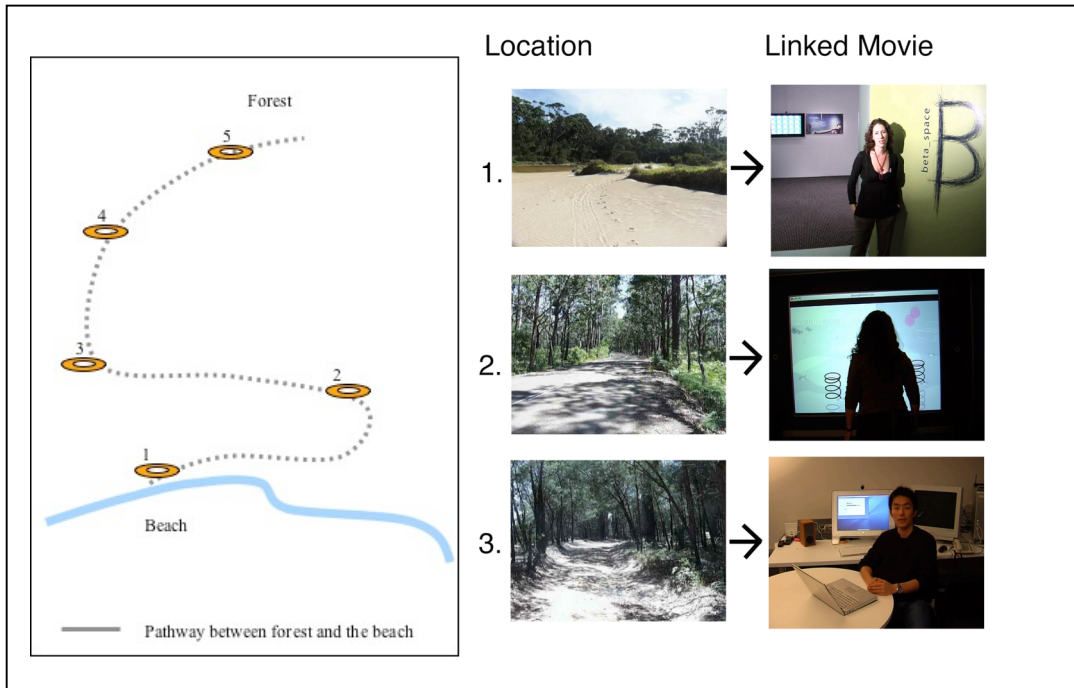 Forest
5
4
3
2
1
Beach
Pathway between forest and the beach
Location
Linked Movie
1.
beta_space
B
2.
3.